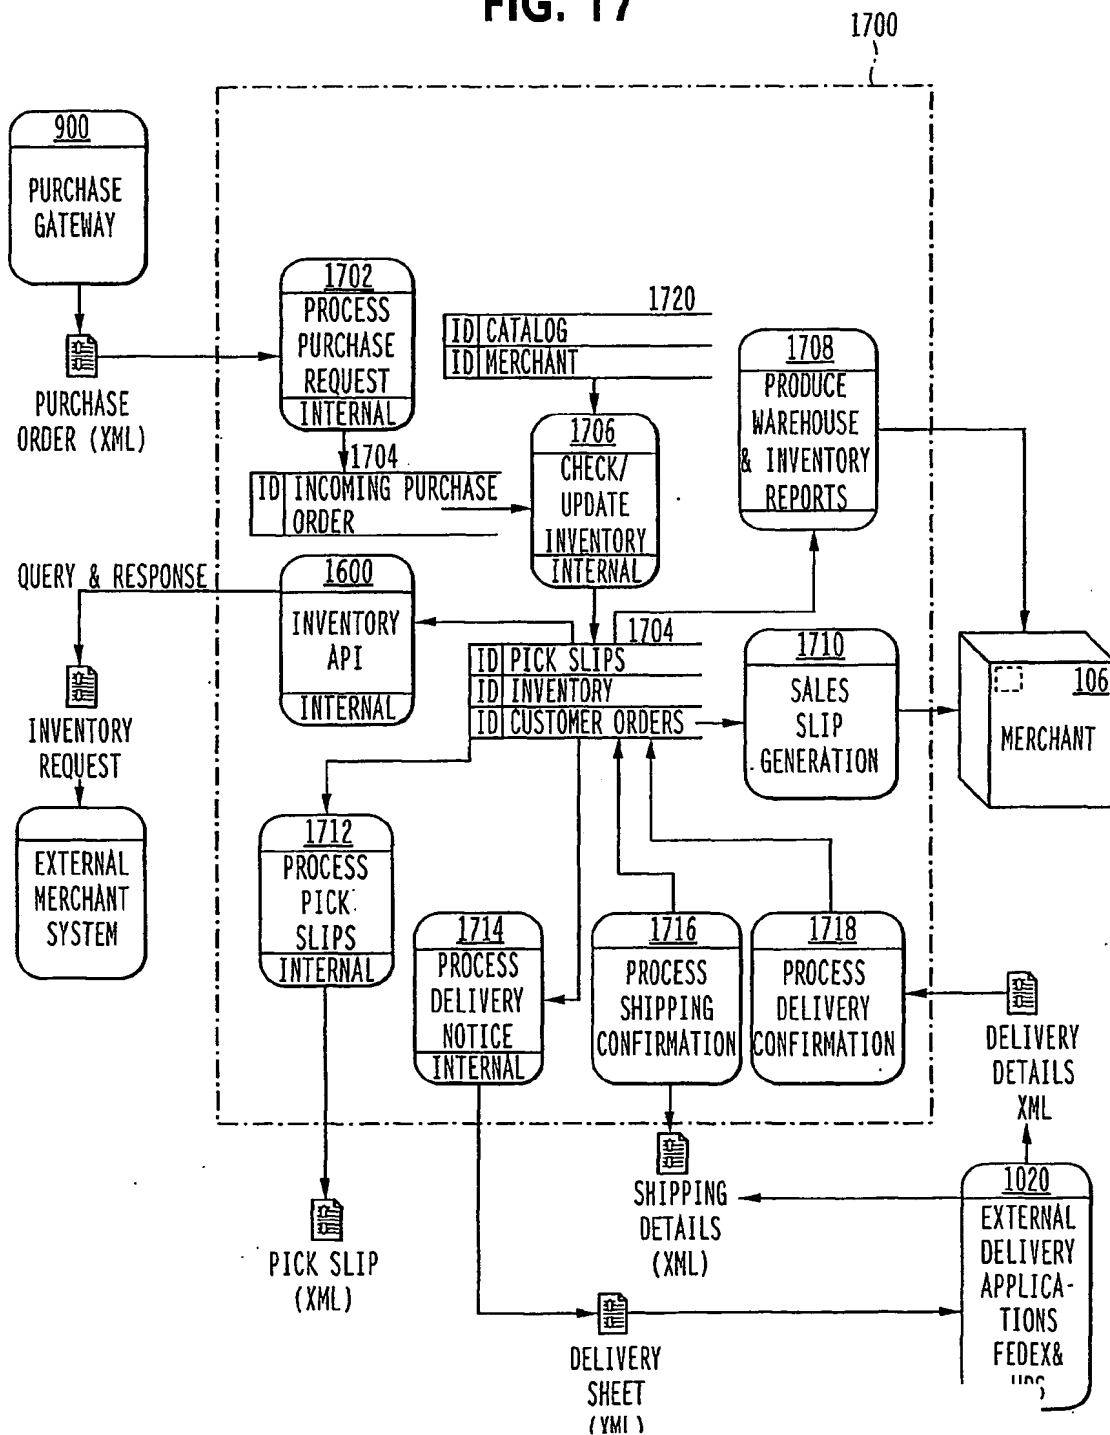 FIG. 17
1700
900
PURCHASE
GATEWAY
PURCHASE
ORDER (XML)
1702
PROCESS
PURCHASE
REQUEST
INTERNAL
1720
ID CATALOG
ID MERCHANT
1708
PRODUCE
WAREHOUSE
& INVENTORY
REPORTS
1704
ID INCOMING PURCHASE
ORDER
1706
CHECK/
UPDATE
INVENTORY
INTERNAL
QUERY & RESPONSE
1600
INVENTORY
API
INTERNAL
INVENTORY
REQUEST
EXTERNAL
MERCHANT
SYSTEM
1704
ID PICK SLIPS
ID INVENTORY
ID CUSTOMER ORDERS
1710
SALES
SLIP
GENERATION
106
MERCHANT
1712
PROCESS
PICK
SLIPS
INTERNAL
1714
PROCESS
DELIVERY
NOTICE
INTERNAL
1716
PROCESS
SHIPPING
CONFIRMATION
1718
PROCESS
DELIVERY
CONFIRMATION
DELIVERY
DETAILS
XML
PICK SLIP
(XML)
SHIPPING
DETAILS
(XML)
1020
EXTERNAL
DELIVERY
APPLICA-
TIONS
FEDEX&
DELIVERY
SHEET
(XML)